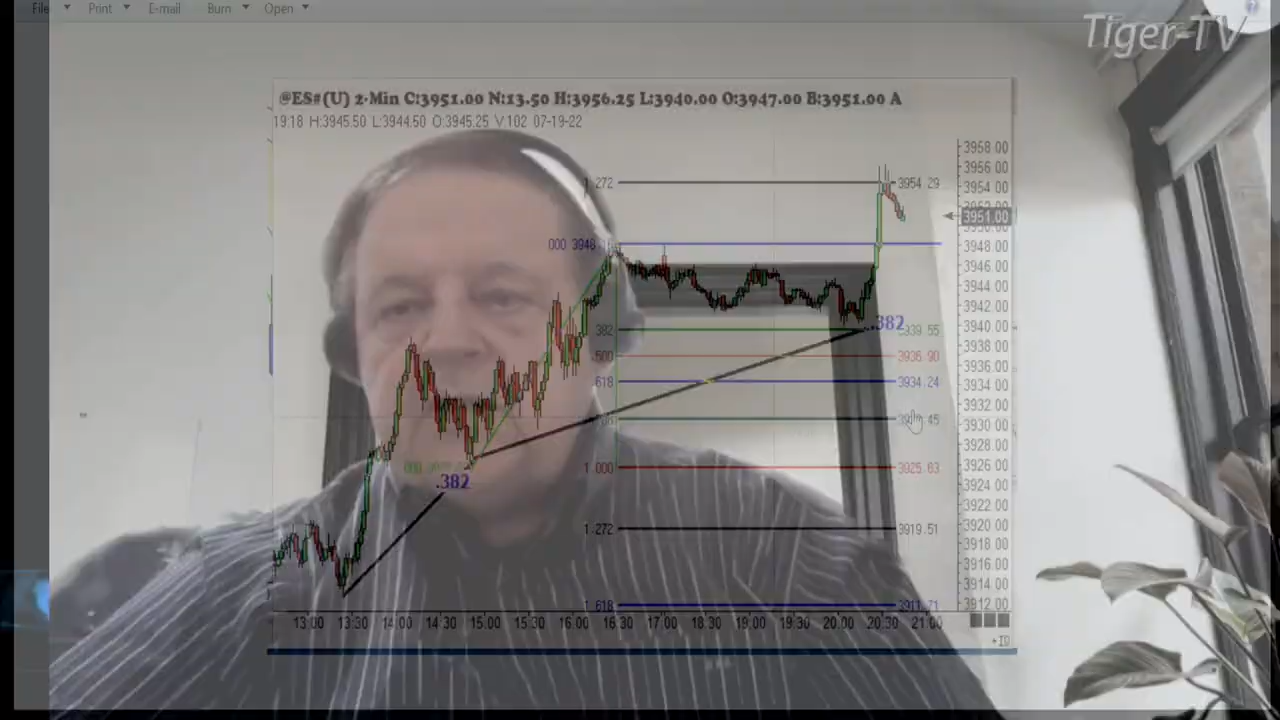 File Print E-mail Burn Open
Tiger-TV
@ES#(U) 2-Min C:3951.00 N:13.50 H:3956.25 L:3940.00 O:3947.00 B:3951.00 A
19:18 H:3945.50 L:3944.50 O:3945.25 V:102 07-19-22
3958.00
3956.00
1.272 3954.29 3954.00
3951.00
000 3948 3948.00
3946.00
3944.00
3942.00
3940.00
.382
.382 3939.55
3938.00
.500 3936.90 3936.00
.618 3934.24 3934.00
3932.00
3930.00
3928.00
1.000 3925.63 3926.00
.382
3924.00
3922.00
1.272 3919.51 3920.00
3918.00
3916.00
3914.00
1.618 3911.71 3912.00
13:00 13:30 14:00 14:30 15:00 15:30 16:00 16:30 17:00 18:30 19:00 19:30 20:00 20:30 21:00